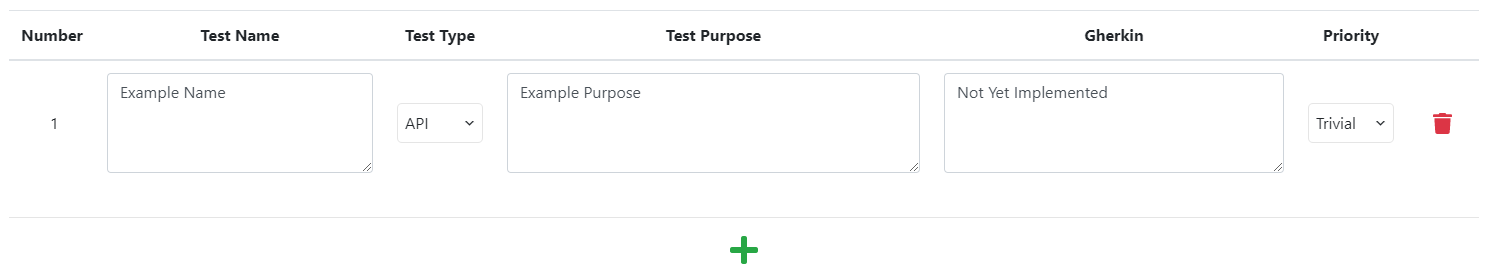 Number Test Name Test Type Test Purpose Gherkin Priority
1 Example Name API Example Purpose Not Yet Implemented Trivial